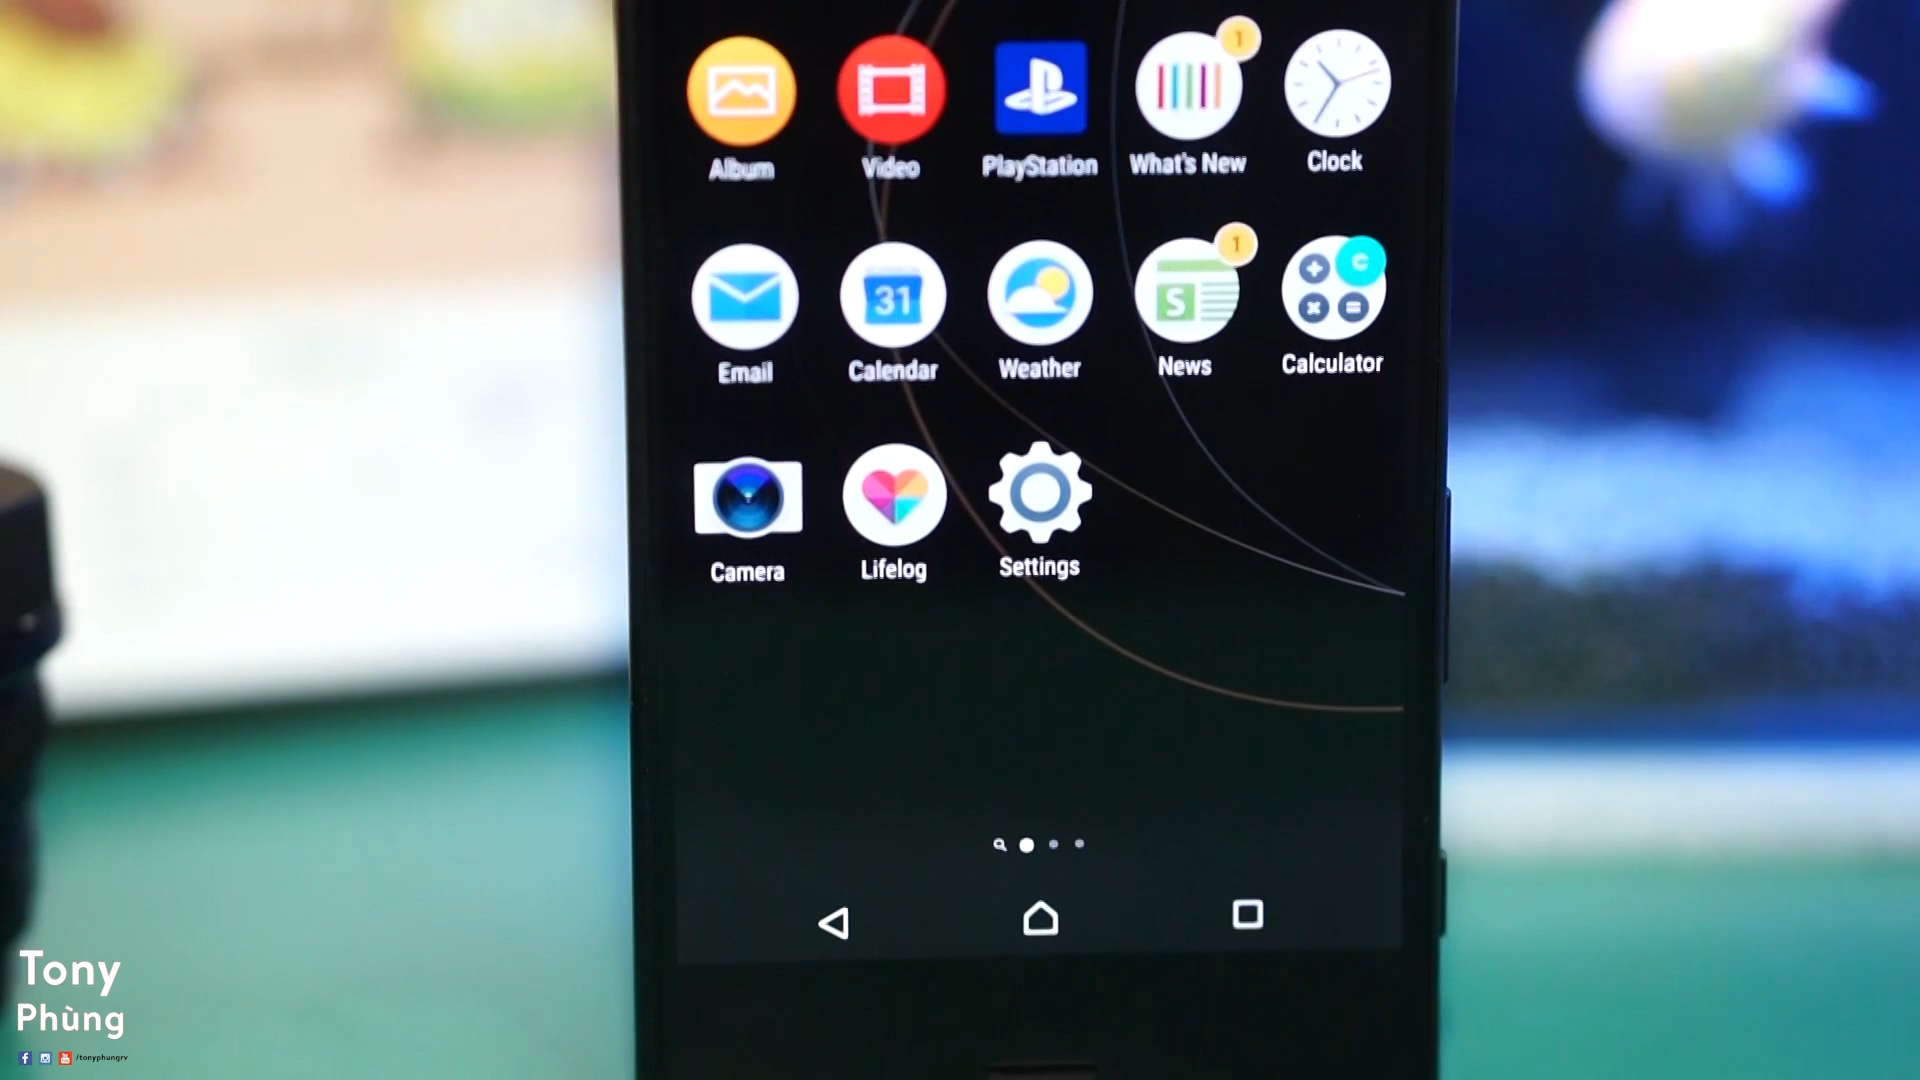 1
Album Video PlayStation What's New Clock
1
31 S C
Email Calendar Weather News Calculator
Camera Lifelog Settings
Tony
Phùng
/tonyphungrv